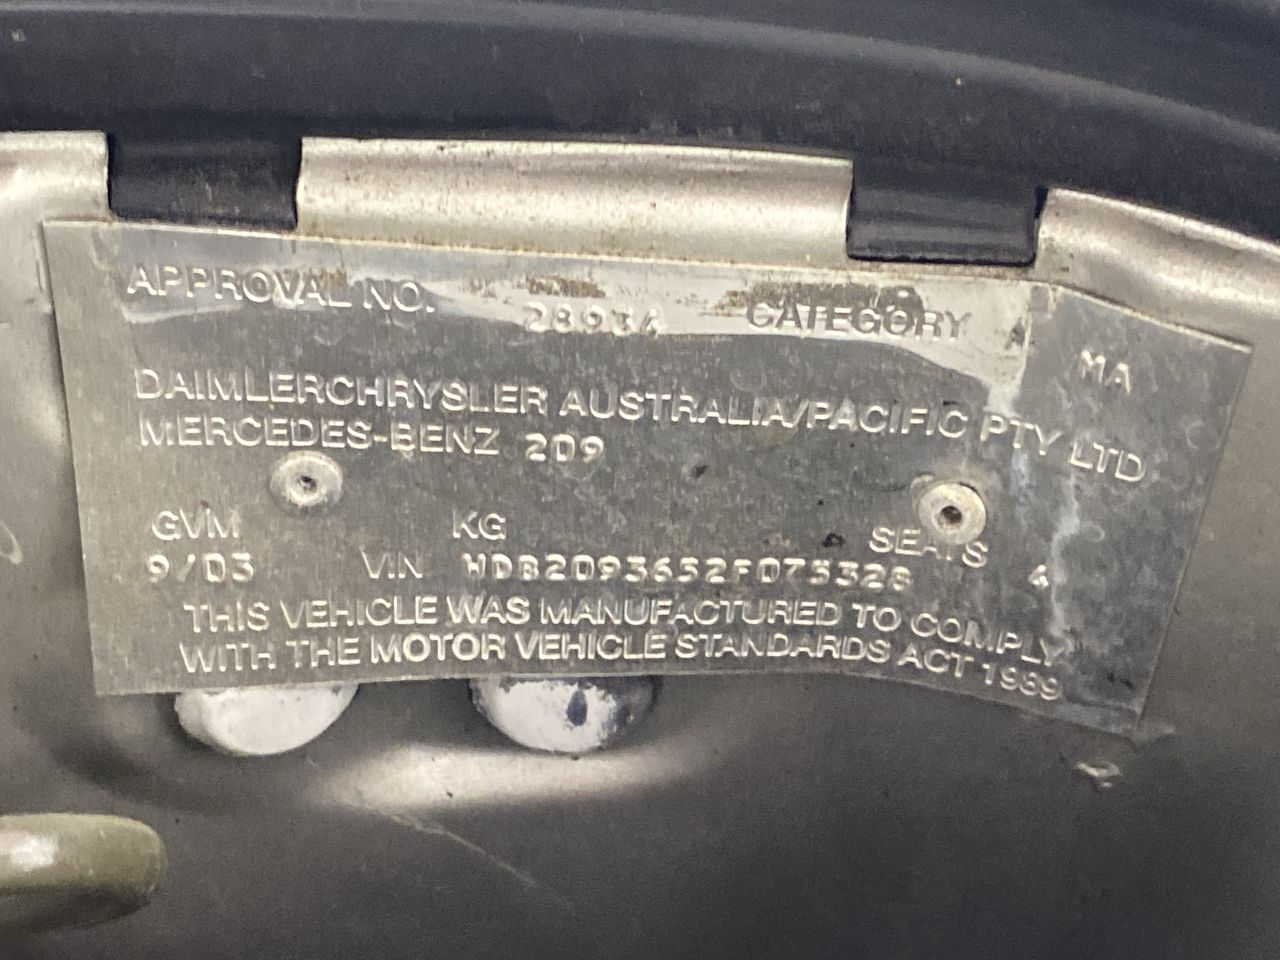 APPROVAL NO. 28934 CATEGORY MA
DAIMLERCHRYSLER AUSTRALIA/PACIFIC PTY LTD
MERCEDES-BENZ 209
GVM KG SEATS 4
9/03 VIN WDB2093652F075328
THIS VEHICLE WAS MANUFACTURED TO COMPLY
WITH THE MOTOR VEHICLE STANDARDS ACT 1989